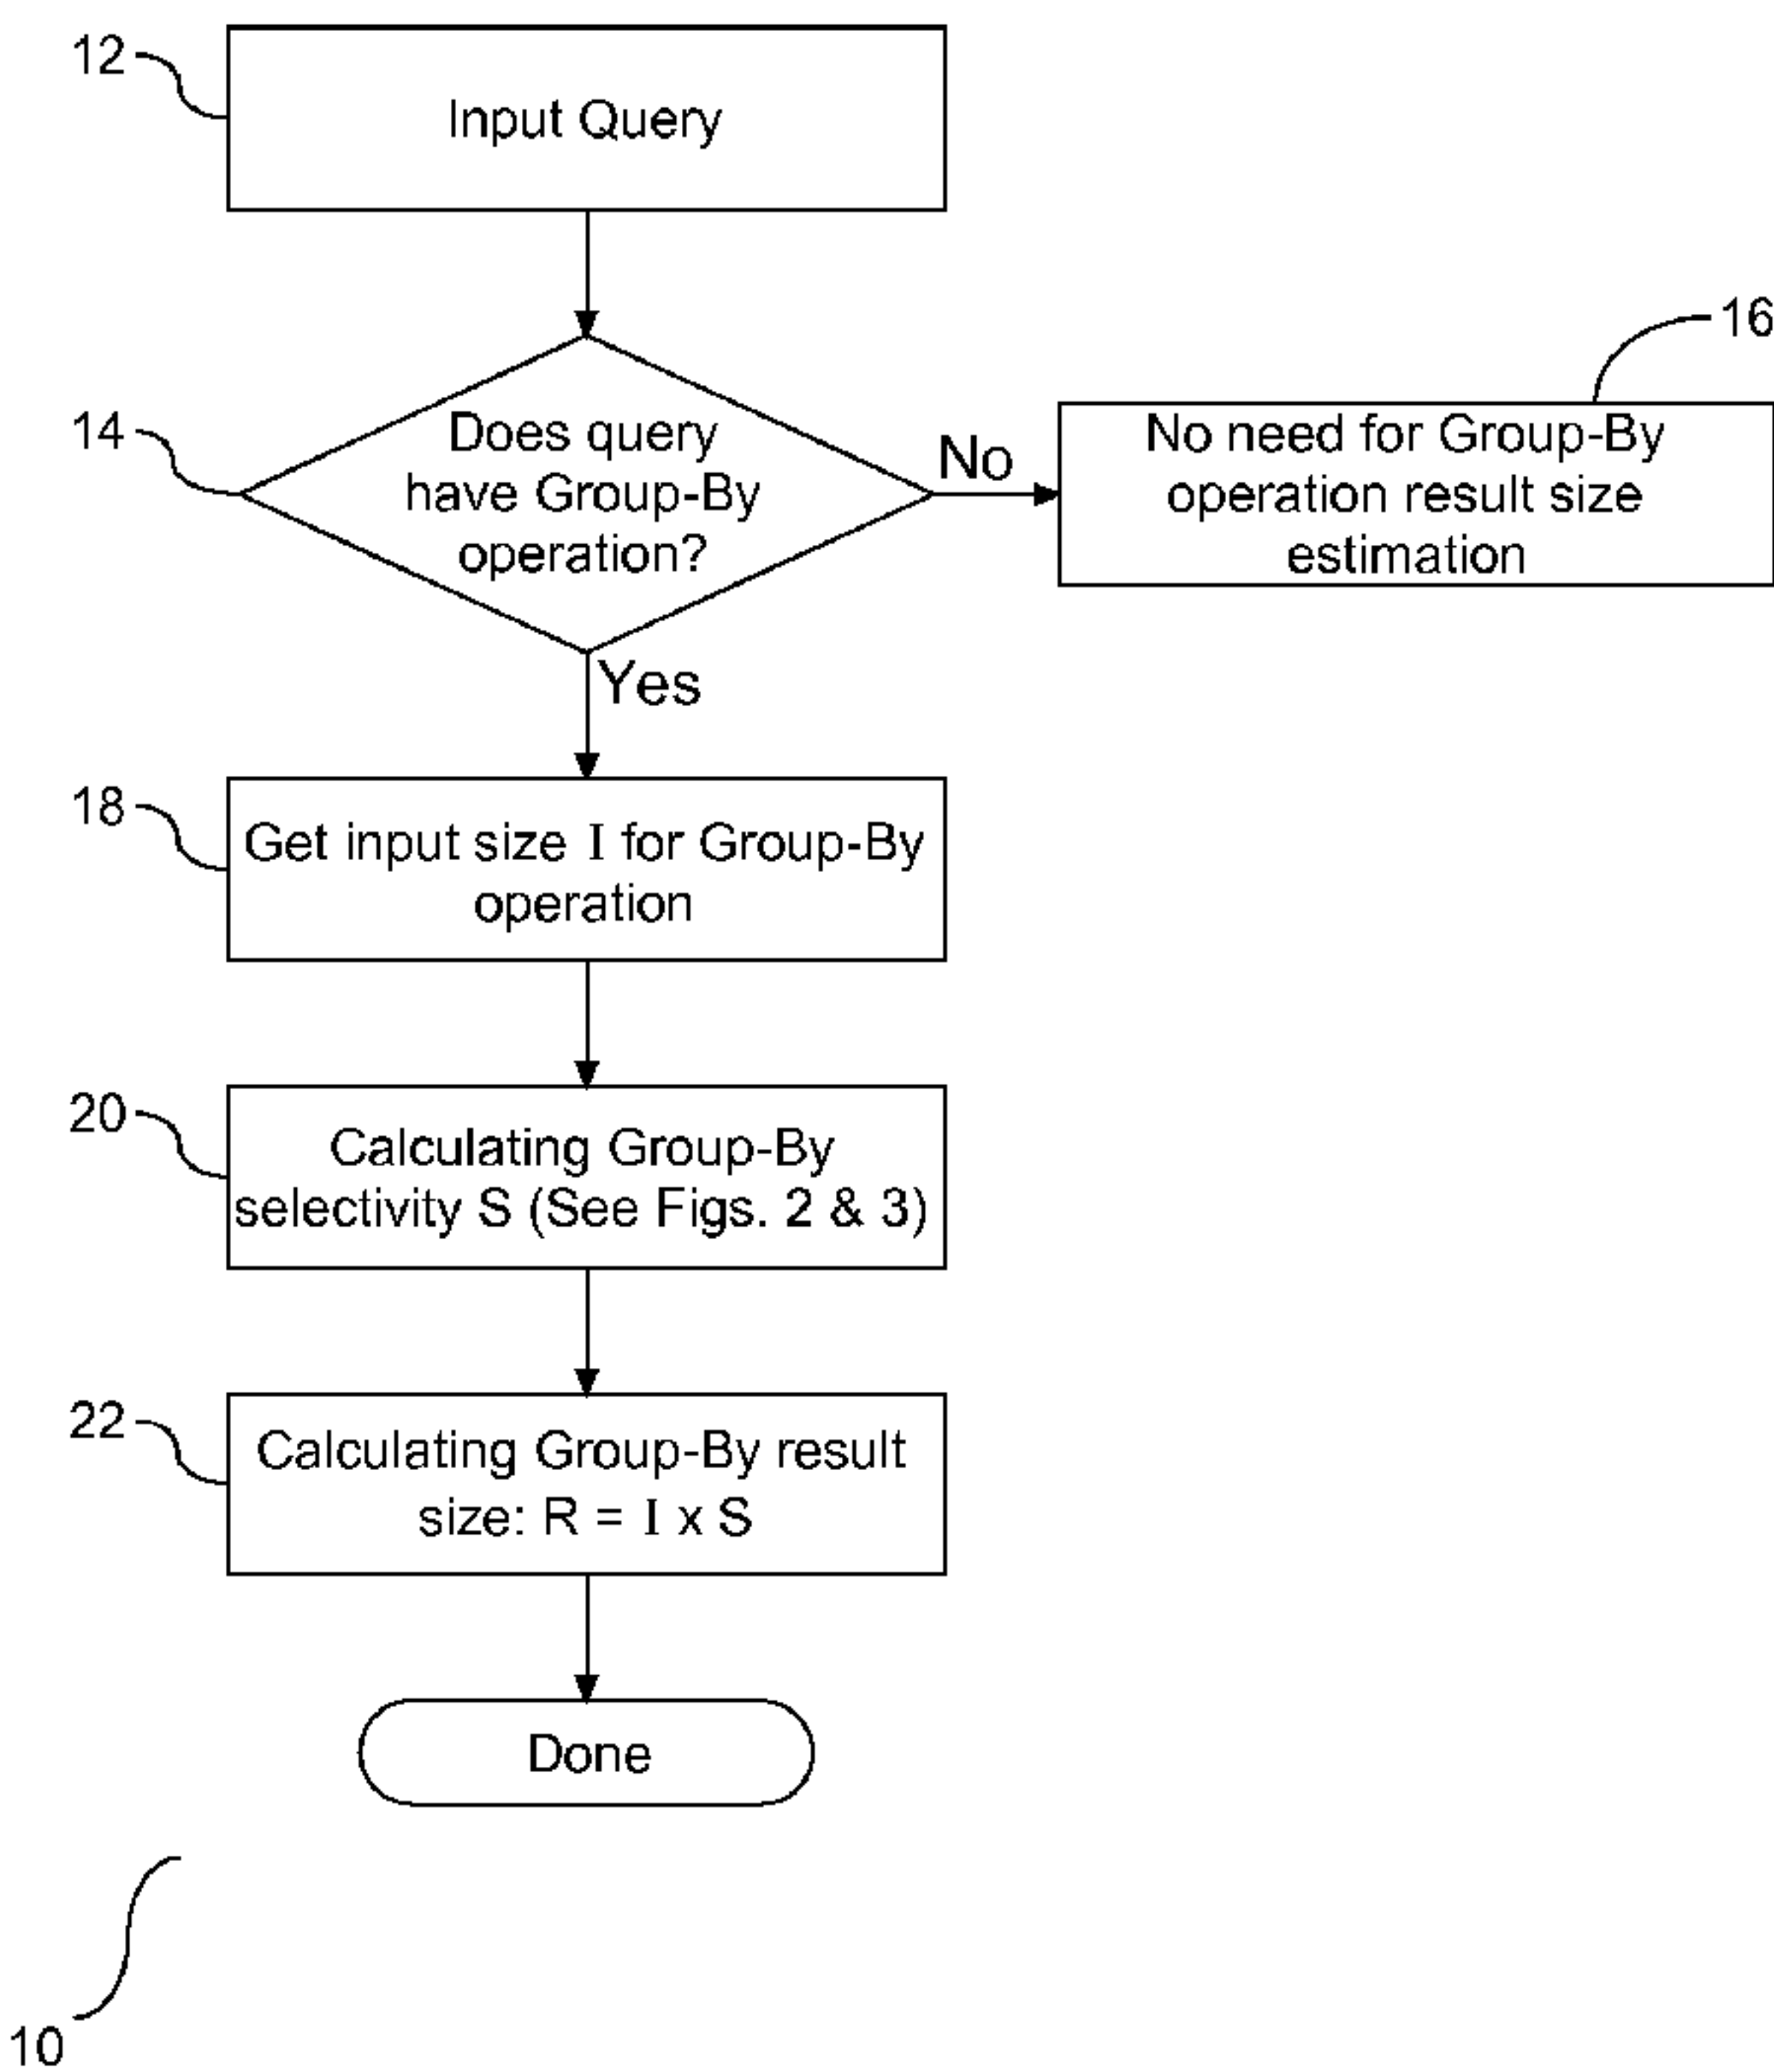 12
Input Query
16
14
Does query
have Group-By
operation?
No
No need for Group-By
operation result size
estimation
Yes
18
Get input size I for Group-By
operation
20
Calculating Group-By
selectivity S (See Figs. 2 & 3)
22
Calculating Group-By result
size: R = I x S
Done
10